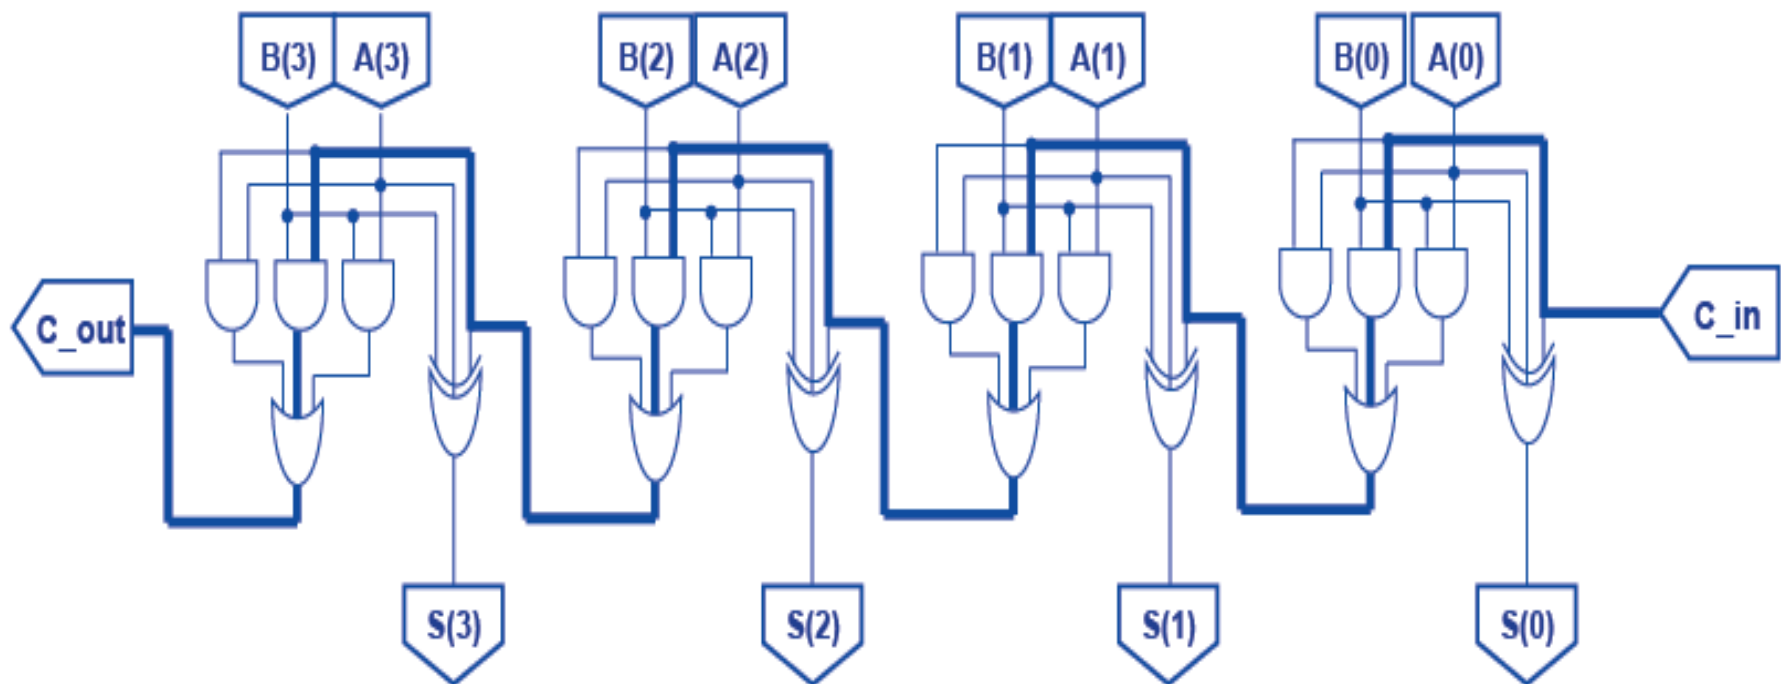 B(3) A(3) B(2) A(2) B(1) A(1) B(0) A(0)
C_out C_in
S(3) S(2) S(1) S(0)